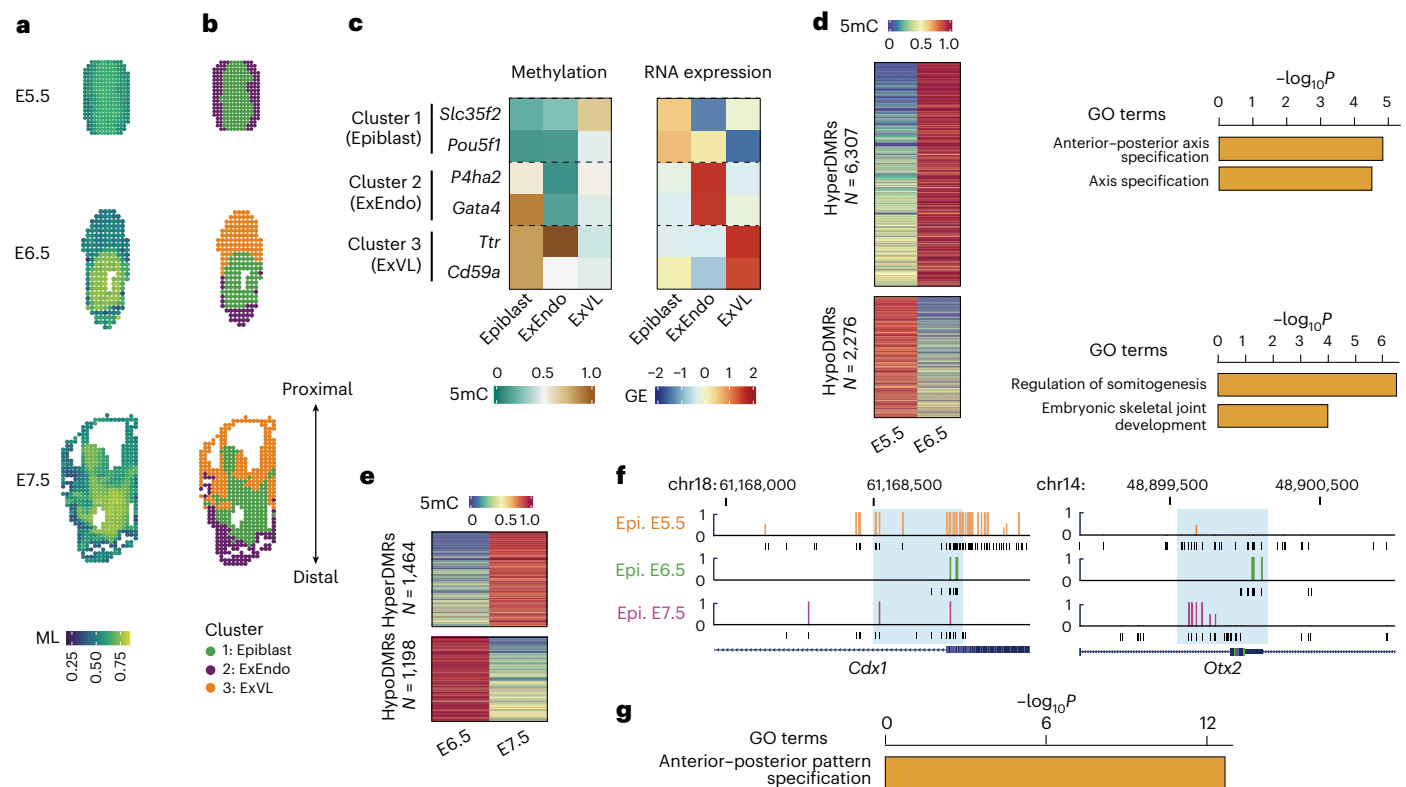 a
E5.5
E6.5
E7.5
ML
0.25
0.50
0.75
b
Proximal
Distal
Cluster
1: Epiblast
2: ExEndo
3: ExVL
c
Methylation
RNA expression
Cluster 1
(Epiblast)
Slc35f2
Pou5f1
Cluster 2
(ExEndo)
P4ha2
Gata4
Cluster 3
(ExVL)
Ttr
Cd59a
Epiblast
ExEndo
ExVL
Epiblast
ExEndo
ExVL
5mC
0 0.5 1.0
GE
–2 –1 0 1 2
d
5mC
0 0.5 1.0
HyperDMRs
N = 6,307
HypoDMRs
N = 2,276
E5.5
E6.5
–log10P
GO terms
0 1 2 3 4 5
Anterior–posterior axis
specification
Axis specification
–log10P
GO terms
0 1 2 3 4 5 6
Regulation of somitogenesis
Embryonic skeletal joint
development
e
5mC
0 0.5 1.0
HyperDMRs
N = 1,464
HypoDMRs
N = 1,198
E6.5
E7.5
f
chr18: 61,168,000 61,168,500
chr14: 48,899,500 48,900,500
Epi. E5.5
1
0
1
0
Epi. E6.5
1
0
1
0
Epi. E7.5
1
0
1
0
Cdx1
Otx2
g
–log10P
0 6 12
GO terms
Anterior–posterior pattern
specification